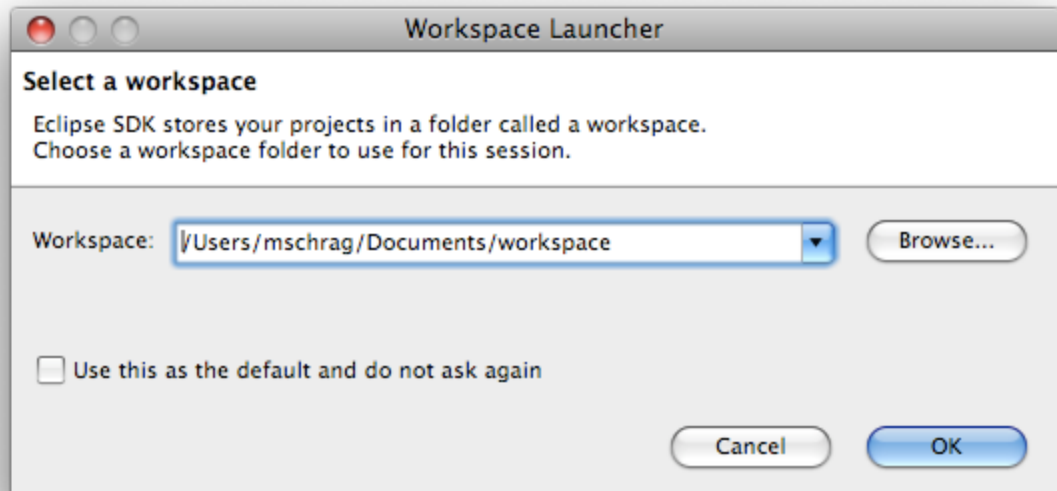 Workspace Launcher
Select a workspace
Eclipse SDK stores your projects in a folder called a workspace.
Choose a workspace folder to use for this session.
Workspace: /Users/mschrag/Documents/workspace Browse...
Use this as the default and do not ask again
Cancel OK